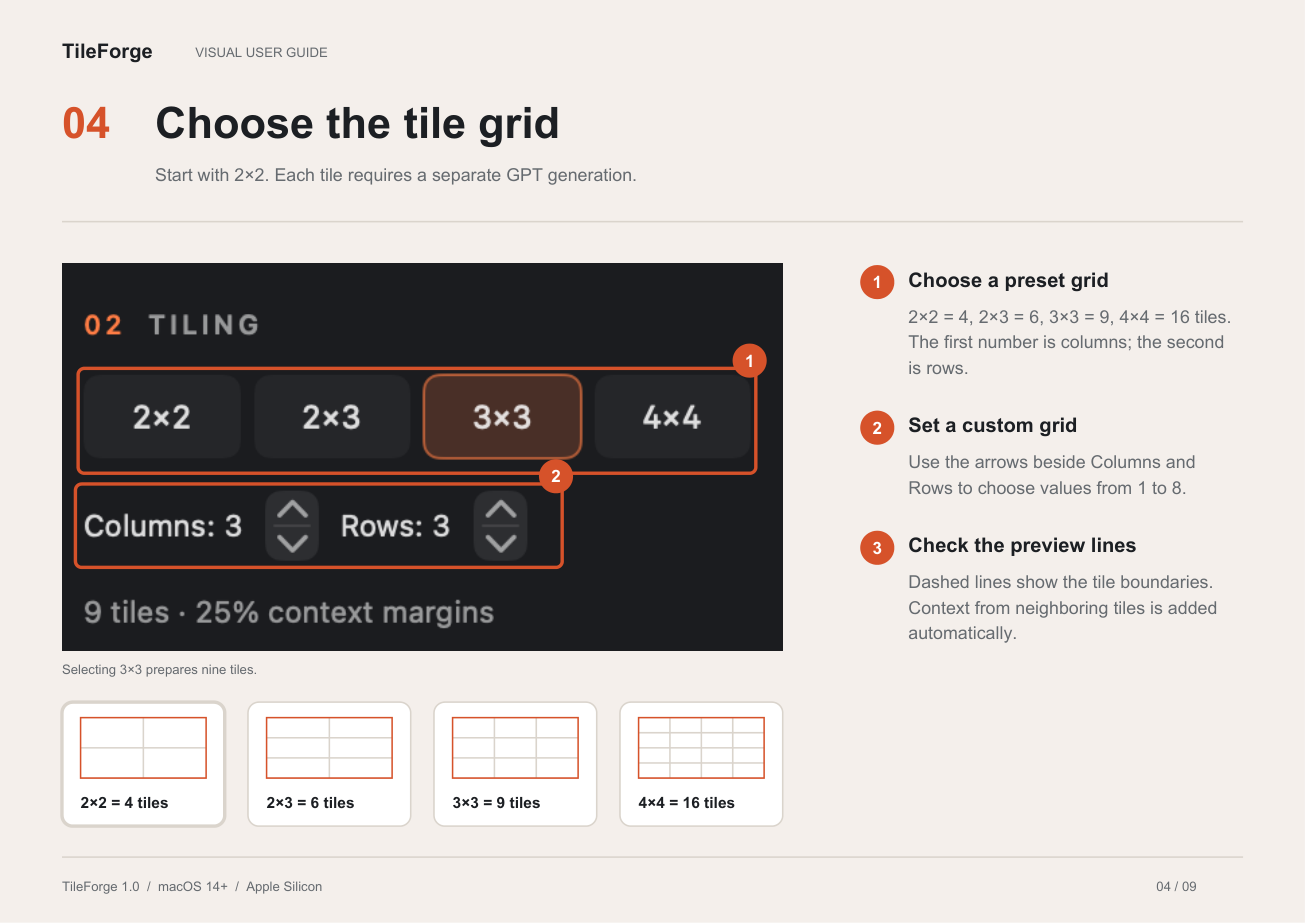 TileForge VISUAL USER GUIDE
04 Choose the tile grid
Start with 2×2. Each tile requires a separate GPT generation.
02 TILING
1
2×2 2×3 3×3 4×4
2
Columns: 3 Rows: 3
9 tiles · 25% context margins
Selecting 3×3 prepares nine tiles.
2×2 = 4 tiles
2×3 = 6 tiles
3×3 = 9 tiles
4×4 = 16 tiles
1 Choose a preset grid
2×2 = 4, 2×3 = 6, 3×3 = 9, 4×4 = 16 tiles.
The first number is columns; the second
is rows.
2 Set a custom grid
Use the arrows beside Columns and
Rows to choose values from 1 to 8.
3 Check the preview lines
Dashed lines show the tile boundaries.
Context from neighboring tiles is added
automatically.
TileForge 1.0 / macOS 14+ / Apple Silicon
04 / 09